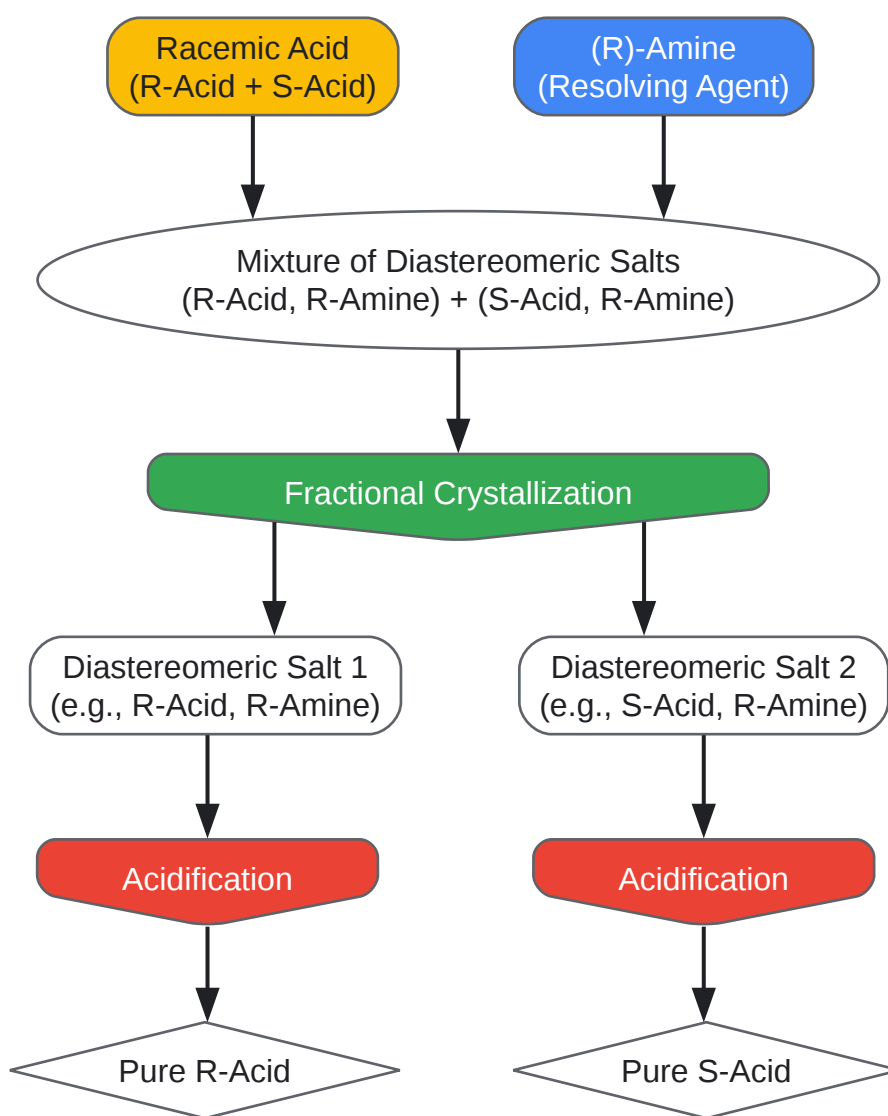 Racemic Acid
(R-Acid + S-Acid)
(R)-Amine
(Resolving Agent)
Mixture of Diastereomeric Salts
(R-Acid, R-Amine) + (S-Acid, R-Amine)
Fractional Crystallization
Diastereomeric Salt 1
(e.g., R-Acid, R-Amine)
Diastereomeric Salt 2
(e.g., S-Acid, R-Amine)
Acidification
Acidification
Pure R-Acid
Pure S-Acid